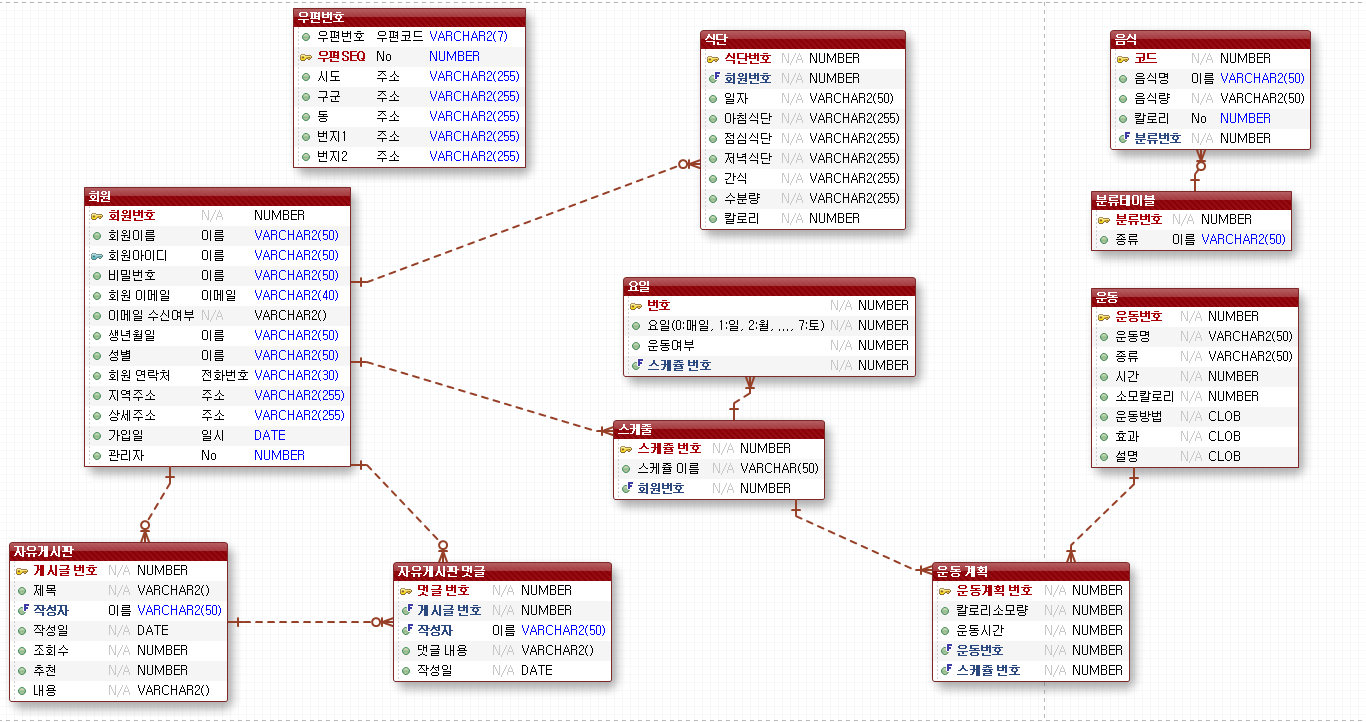 우편번호
우편번호 우편코드 VARCHAR2(7)
우편SEQ No NUMBER
시도 주소 VARCHAR2(255)
구군 주소 VARCHAR2(255)
동 주소 VARCHAR2(255)
번지1 주소 VARCHAR2(255)
번지2 주소 VARCHAR2(255)
식단
식단번호 N/A NUMBER
회원번호 N/A NUMBER
일자 N/A VARCHAR2(50)
아침식단 N/A VARCHAR2(255)
점심식단 N/A VARCHAR2(255)
저녁식단 N/A VARCHAR2(255)
간식 N/A VARCHAR2(255)
수분량 N/A VARCHAR2(255)
칼로리 N/A NUMBER
음식
코드 N/A NUMBER
음식명 이름 VARCHAR2(50)
음식량 N/A VARCHAR2(50)
칼로리 No NUMBER
분류번호 N/A NUMBER
회원
회원번호 N/A NUMBER
회원이름 이름 VARCHAR2(50)
회원아이디 이름 VARCHAR2(50)
비밀번호 이름 VARCHAR2(50)
회원 이메일 이메일 VARCHAR2(40)
이메일 수신여부 N/A VARCHAR2()
생년월일 이름 VARCHAR2(50)
성별 이름 VARCHAR2(50)
회원 연락처 전화번호 VARCHAR2(30)
지역주소 주소 VARCHAR2(255)
상세주소 주소 VARCHAR2(255)
가입일 일시 DATE
관리자 No NUMBER
분류테이블
분류번호 N/A NUMBER
종류 이름 VARCHAR2(50)
요일
번호 N/A NUMBER
요일(0:매일, 1:일, 2:월, ,,,, 7:토) N/A NUMBER
운동여부 N/A NUMBER
스케쥴 번호 N/A NUMBER
운동
운동번호 N/A NUMBER
운동명 N/A VARCHAR2(50)
종류 N/A VARCHAR2(50)
시간 N/A NUMBER
소모칼로리 N/A NUMBER
운동방법 N/A CLOB
효과 N/A CLOB
설명 N/A CLOB
스케줄
스케쥴 번호 N/A NUMBER
스케쥴 이름 N/A VARCHAR(50)
회원번호 N/A NUMBER
자유게시판
게시글 번호 N/A NUMBER
제목 N/A VARCHAR2()
작성자 이름 VARCHAR2(50)
작성일 N/A DATE
조회수 N/A NUMBER
추천 N/A NUMBER
내용 N/A VARCHAR2()
자유게시판 댓글
댓글 번호 N/A NUMBER
게시글 번호 N/A NUMBER
작성자 이름 VARCHAR2(50)
댓글 내용 N/A VARCHAR2()
작성일 N/A DATE
운동 계획
운동계획 번호 N/A NUMBER
칼로리소모량 N/A NUMBER
운동시간 N/A NUMBER
운동번호 N/A NUMBER
스케쥴 번호 N/A NUMBER